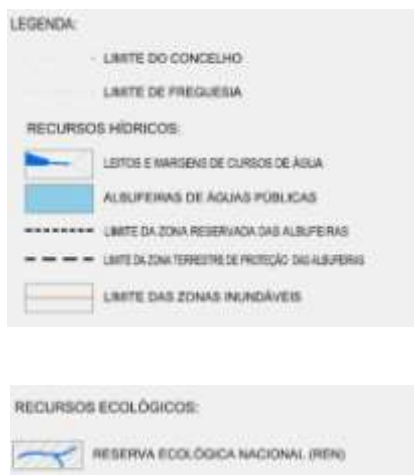 LEGENDA:
LIMITE DO CONCELHO
LIMITE DE FREGUESIA
RECURSOS HÍDRICOS:
LEITOS E MARGENS DE CURSOS DE ÁGUA
ALBUFEIRAS DE ÁGUAS PÚBLICAS
LIMITE DA ZONA RESERVADA DAS ALBUFEIRAS
LIMITE DA ZONA TERRESTRE DE PROTEÇÃO DAS ALBUFEIRAS
LIMITE DAS ZONAS INUNDÁVEIS
RECURSOS ECOLÓGICOS:
RESERVA ECOLÓGICA NACIONAL (REN)